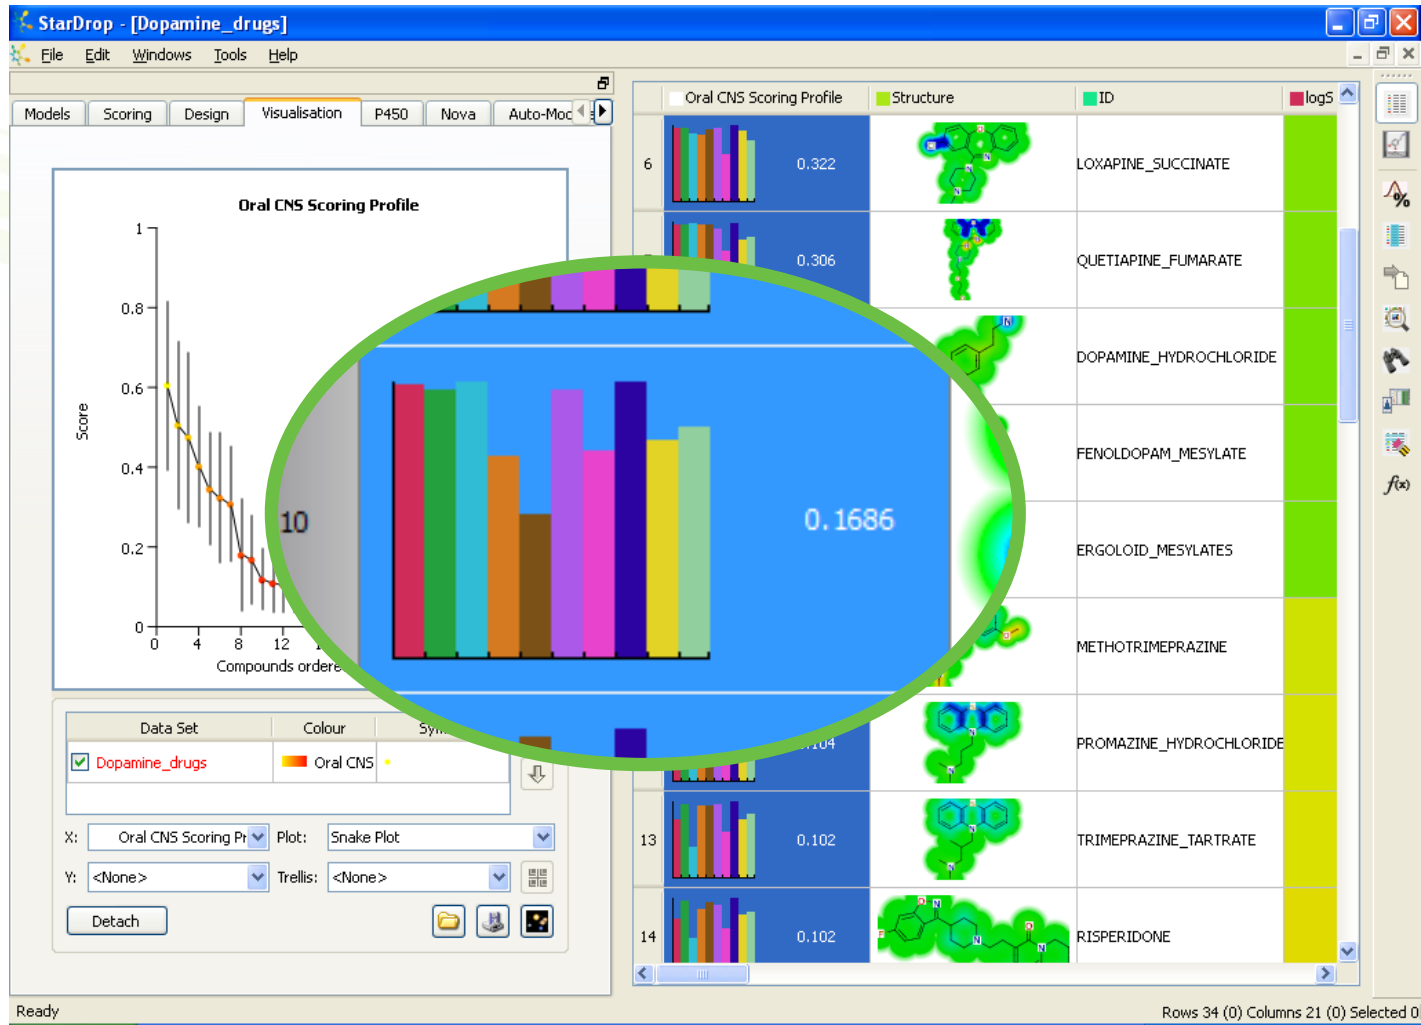 StarDrop - [Dopamine_drugs]
File Edit Windows Tools Help
Models Scoring Design Visualisation P450 Nova
Oral CNS Scoring Profile
1
0.8
0.6
0.4
0.2
0
Score
0 4 8 12
Compounds ordere
Data Set Colour
Dopamine_drugs Oral CNS
X: Oral CNS Scoring Pr Plot: Snake Plot
Y: <None> Trellis: <None>
Detach
Oral CNS Scoring Profile Structure ID logS
6 0.322 LOXAPINE_SUCCINATE
0.306 QUETIAPINE_FUMARATE
DOPAMINE_HYDROCHLORIDE
FENOLDOPAM_MESYLATE
10 0.1686
ERGOLOID_MESYLATES
METHOTRIMEPRAZINE
PROMAZINE_HYDROCHLORIDE
13 0.102 TRIMEPRAZINE_TARTRATE
14 0.102 RISPERIDONE
%
f(x)
Ready
Rows 34 (0) Columns 21 (0) Selected 0